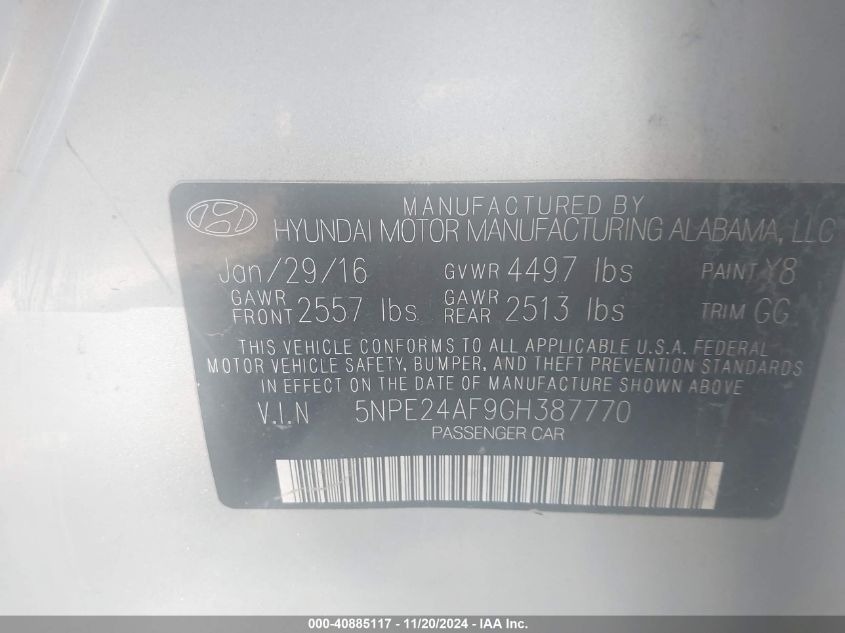 MANUFACTURED BY
HYUNDAI MOTOR MANUFACTURING ALABAMA, LLC
Jan/29/16 GVWR 4497 lbs PAINT Y8
GAWR FRONT 2557 lbs GAWR REAR 2513 lbs TRIM GG
THIS VEHICLE CONFORMS TO ALL APPLICABLE U.S.A. FEDERAL
MOTOR VEHICLE SAFETY, BUMPER, AND THEFT PREVENTION STANDARDS
IN EFFECT ON THE DATE OF MANUFACTURE SHOWN ABOVE
V.I.N 5NPE24AF9GH387770
PASSENGER CAR
000-40885117 - 11/20/2024 - © IAA Inc.